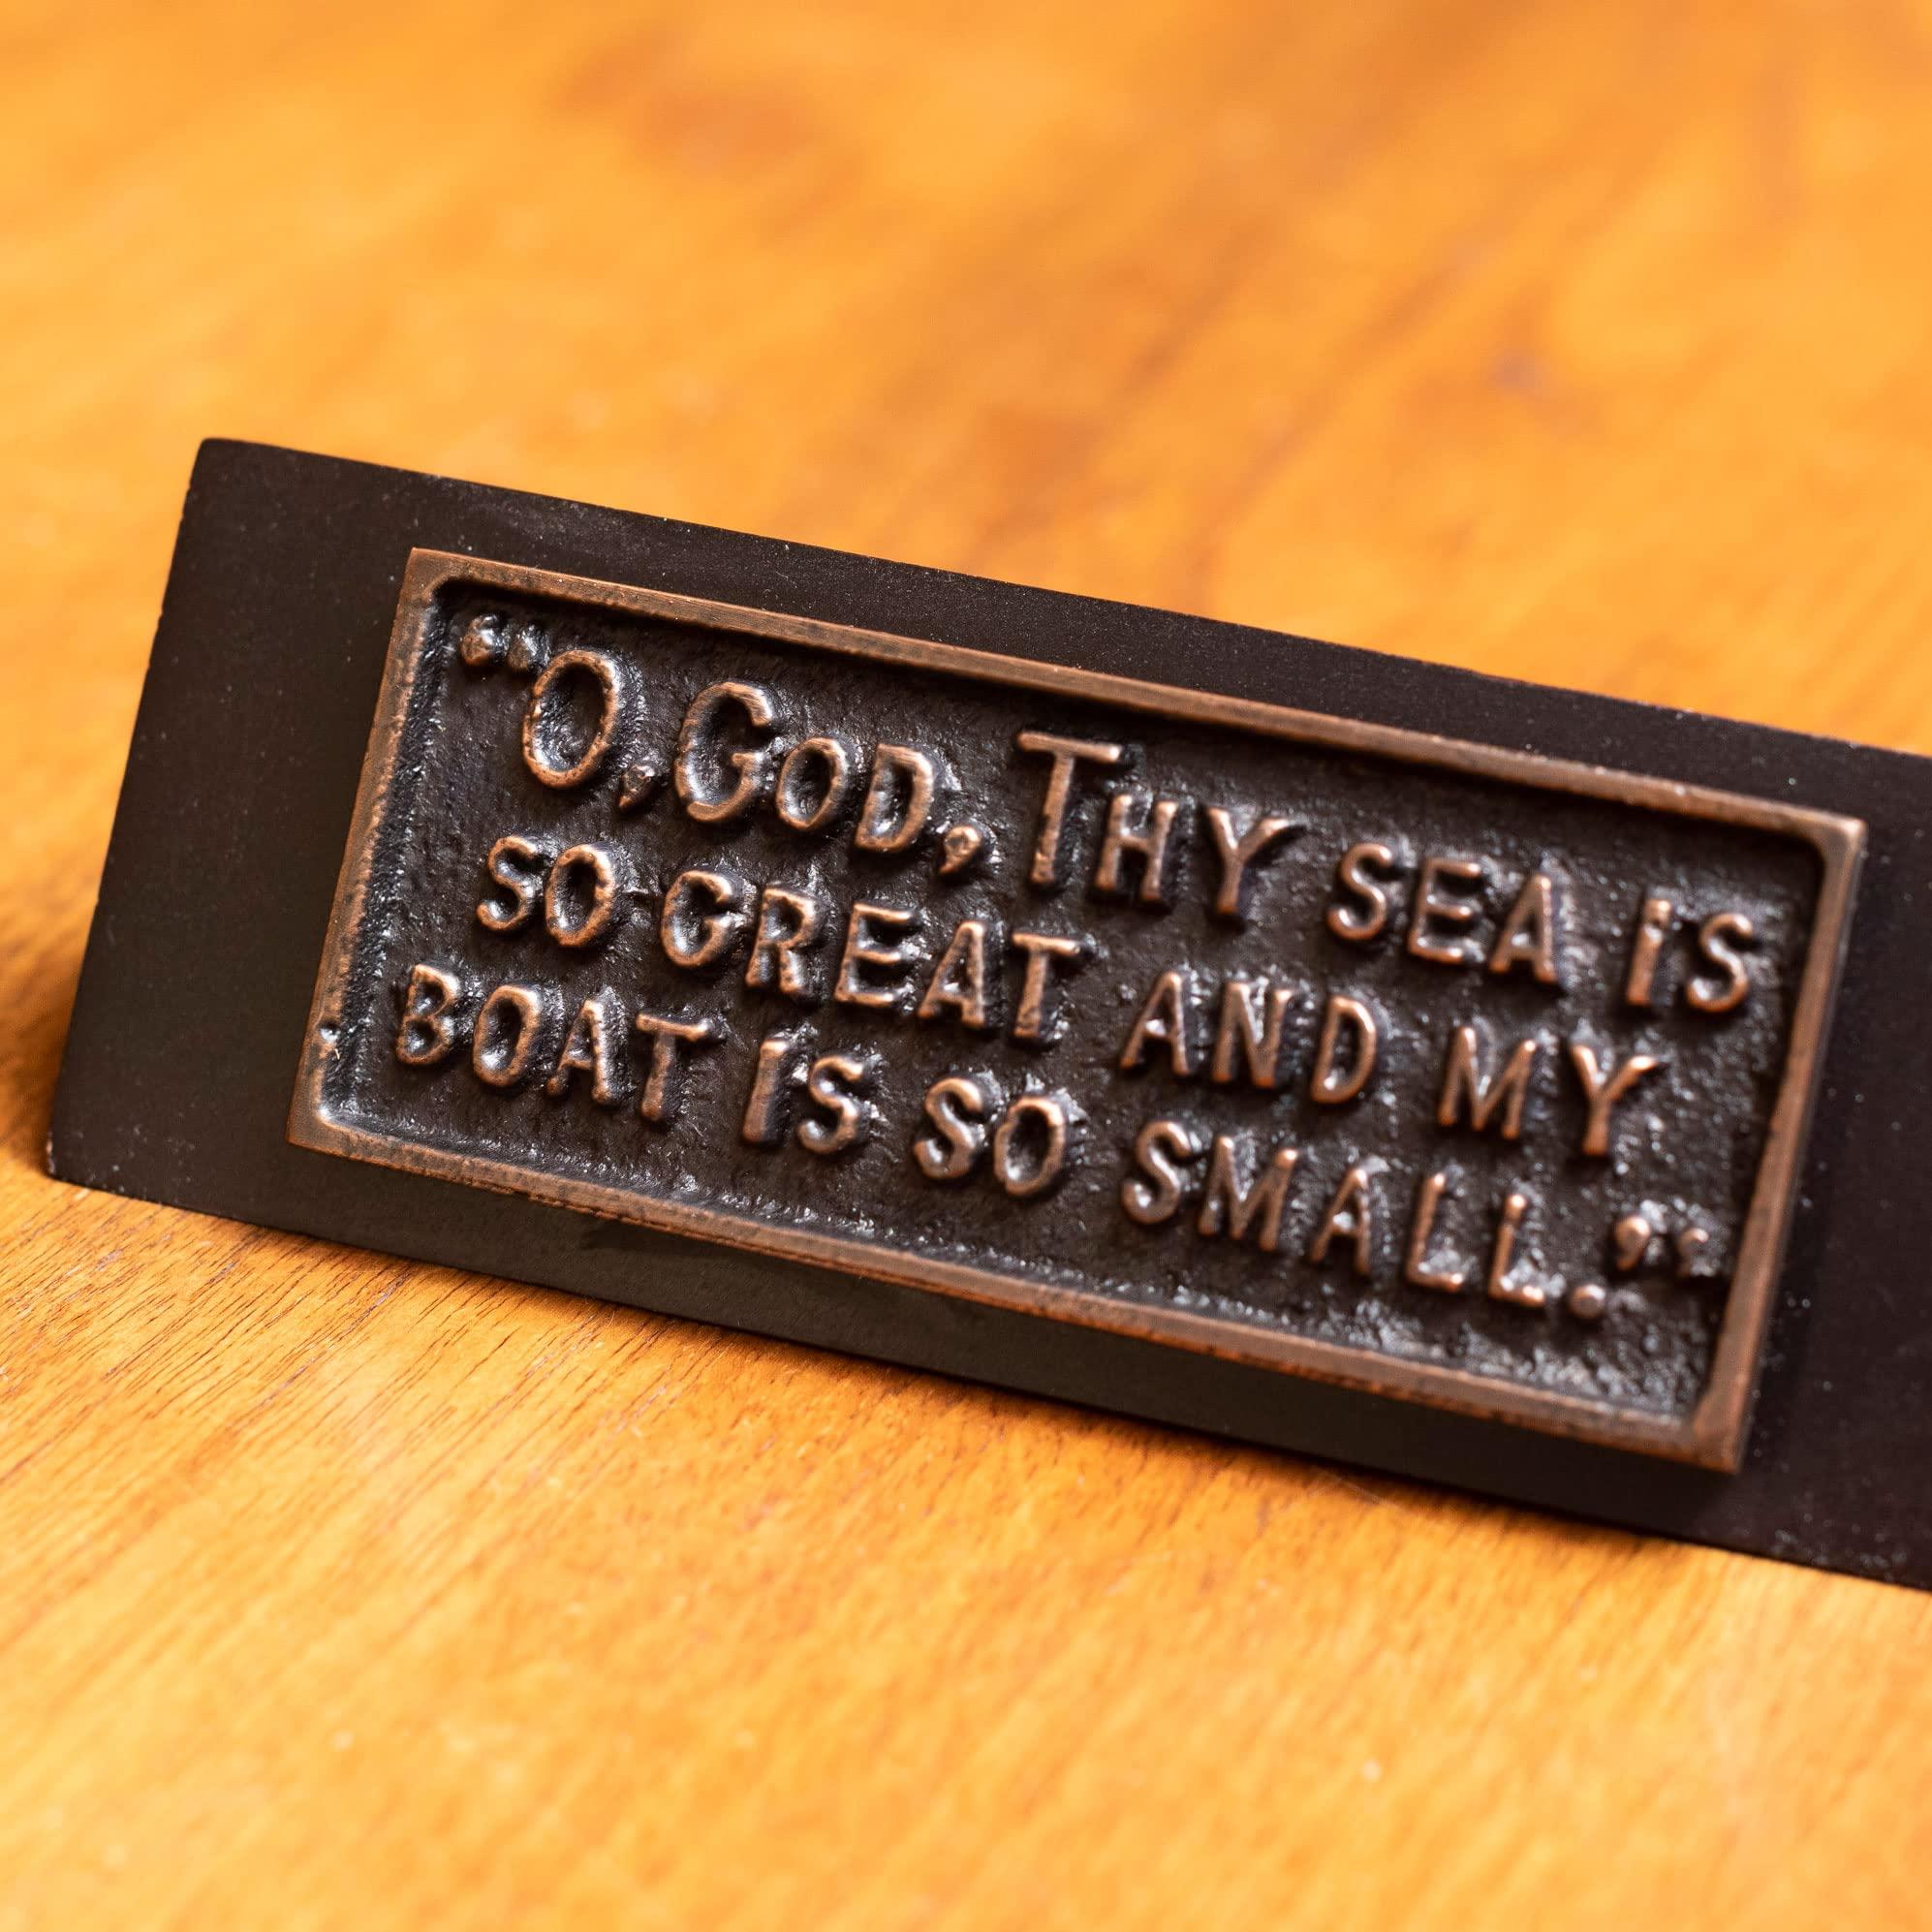 “O, GOD, THY SEA IS
SO GREAT AND MY
BOAT IS SO SMALL.”